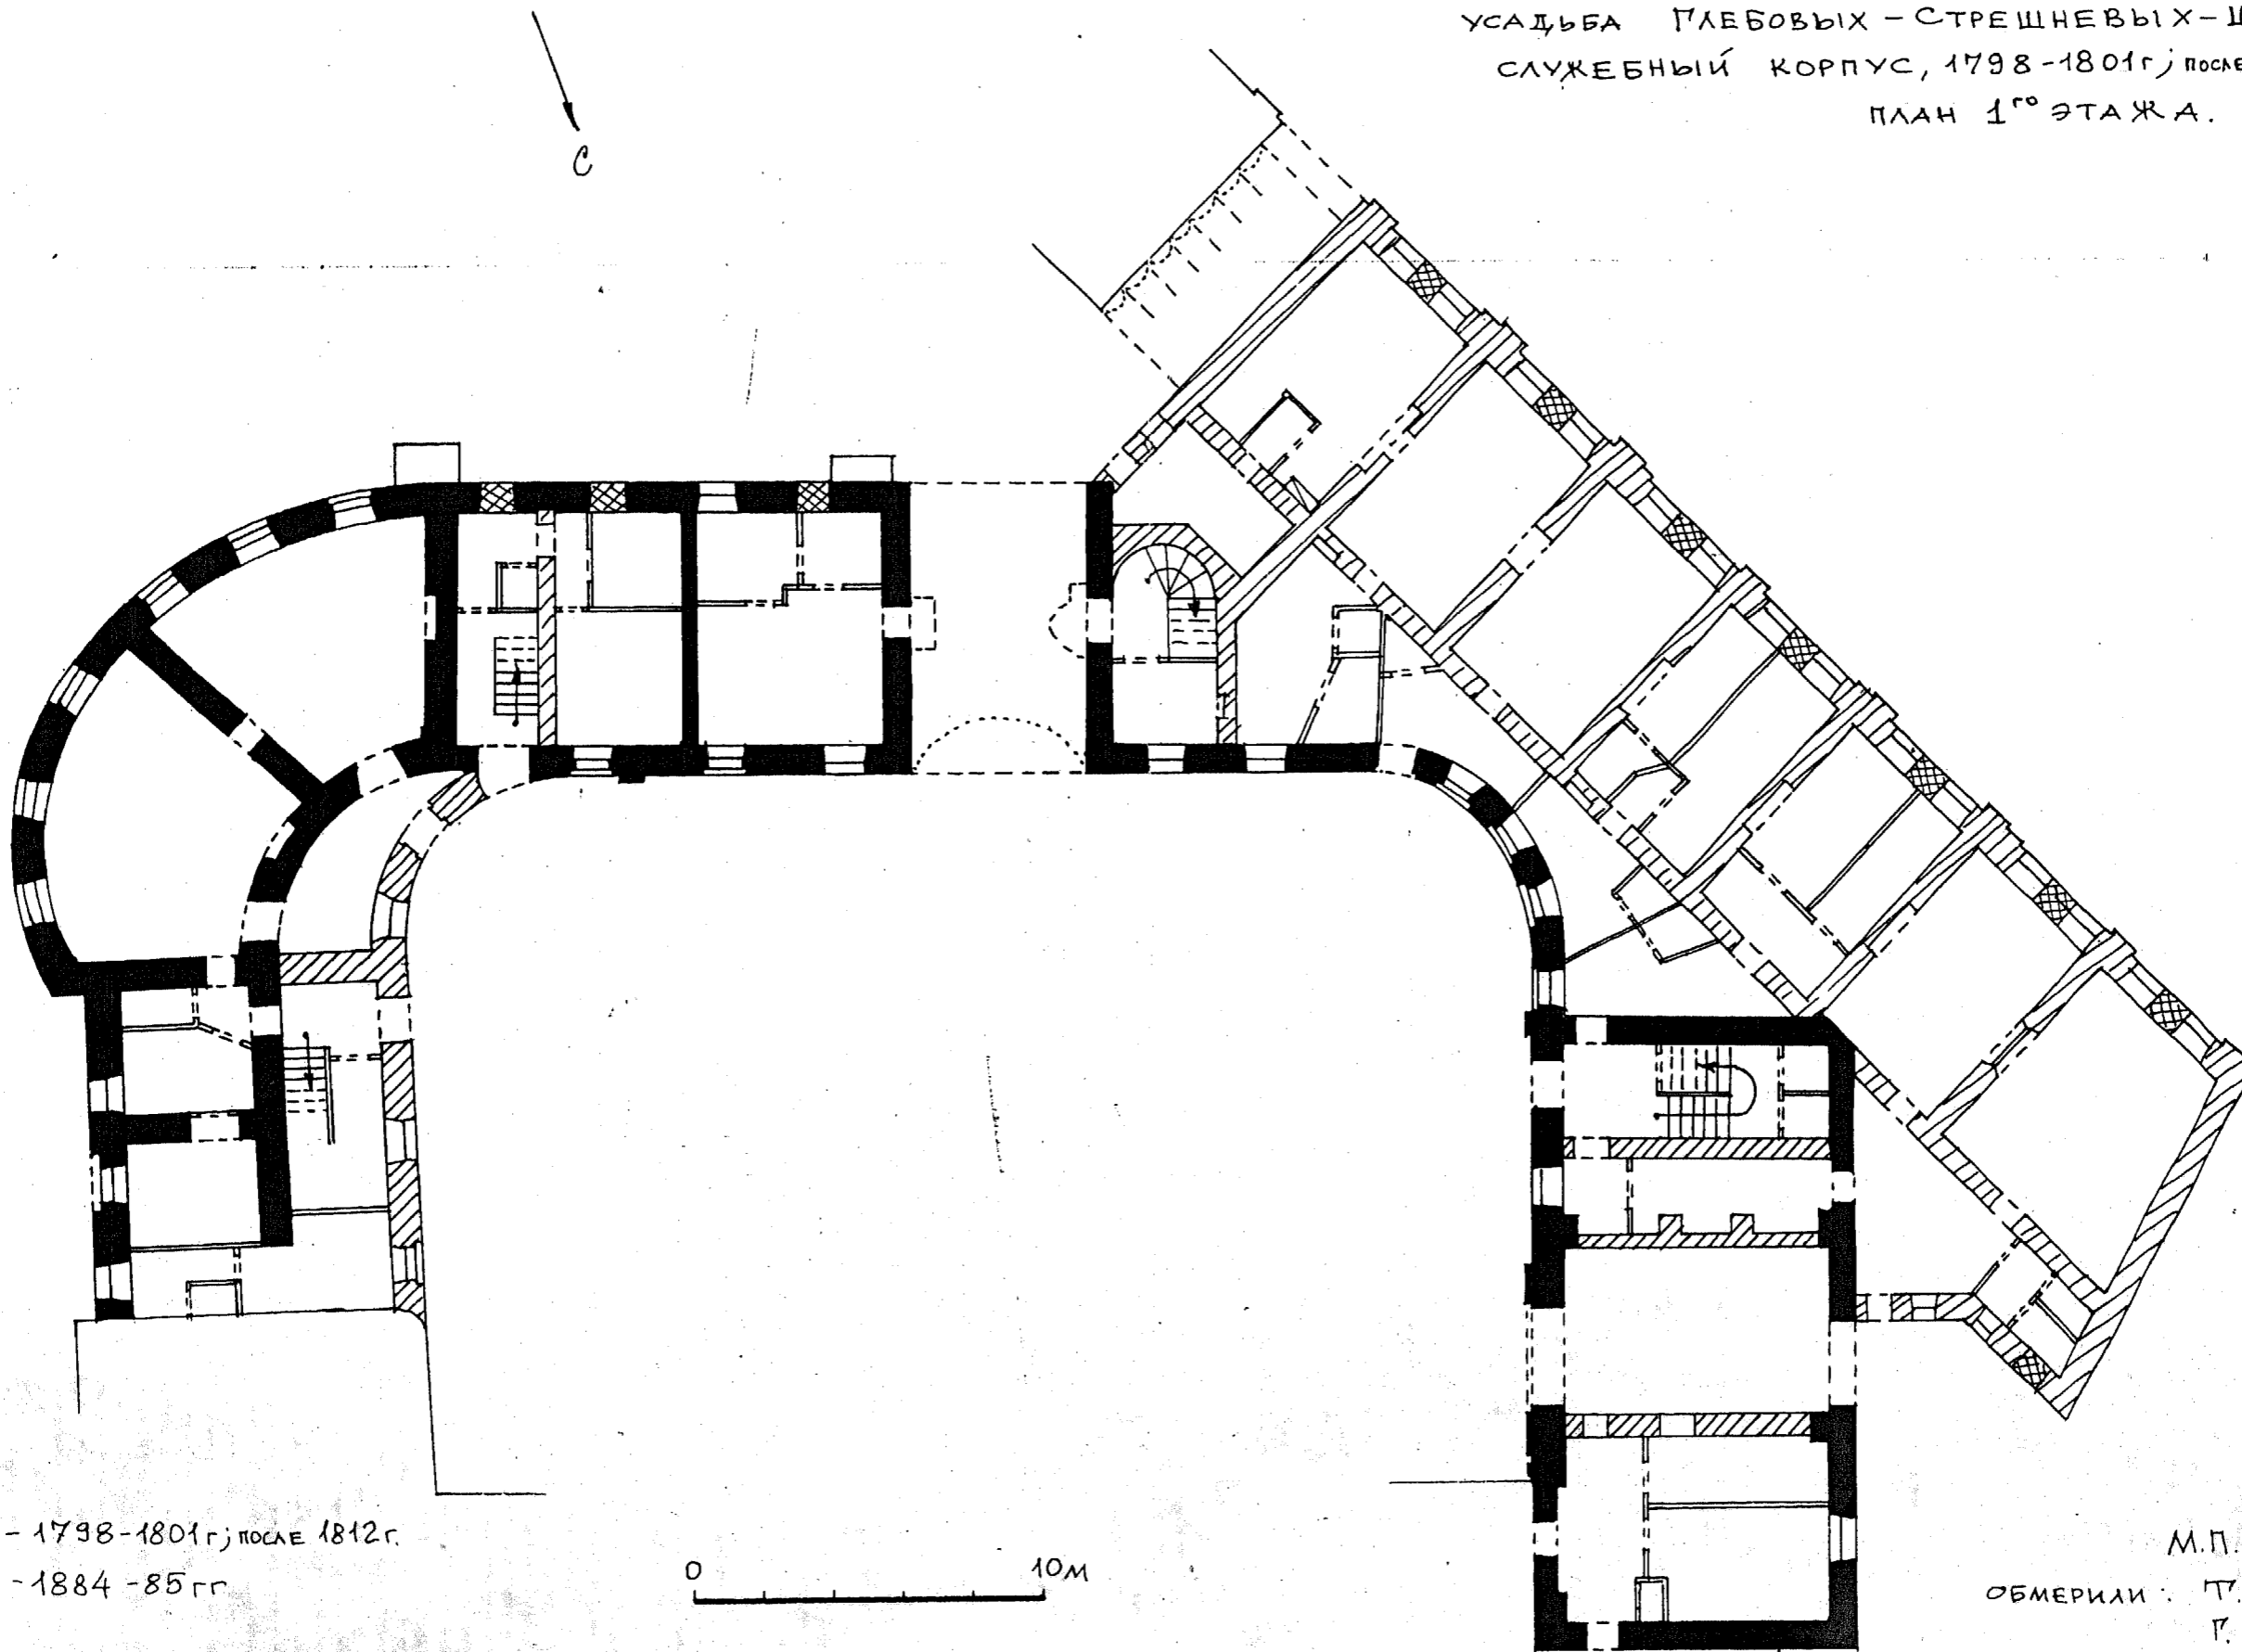 УСАДЬБА ГЛЕБОВЫХ – СТРЕШНЕВЫХ –
СЛУЖЕБНЫЙ КОРПУС, 1798-1801г; ПОСЛЕ
ПЛАН 1го ЭТАЖА.
С
- 1798-1801г; ПОСЛЕ 1812г.
- 1884 - 85гг
0 10м
М.П.
ОБМЕРИЛИ: Т.
Г.